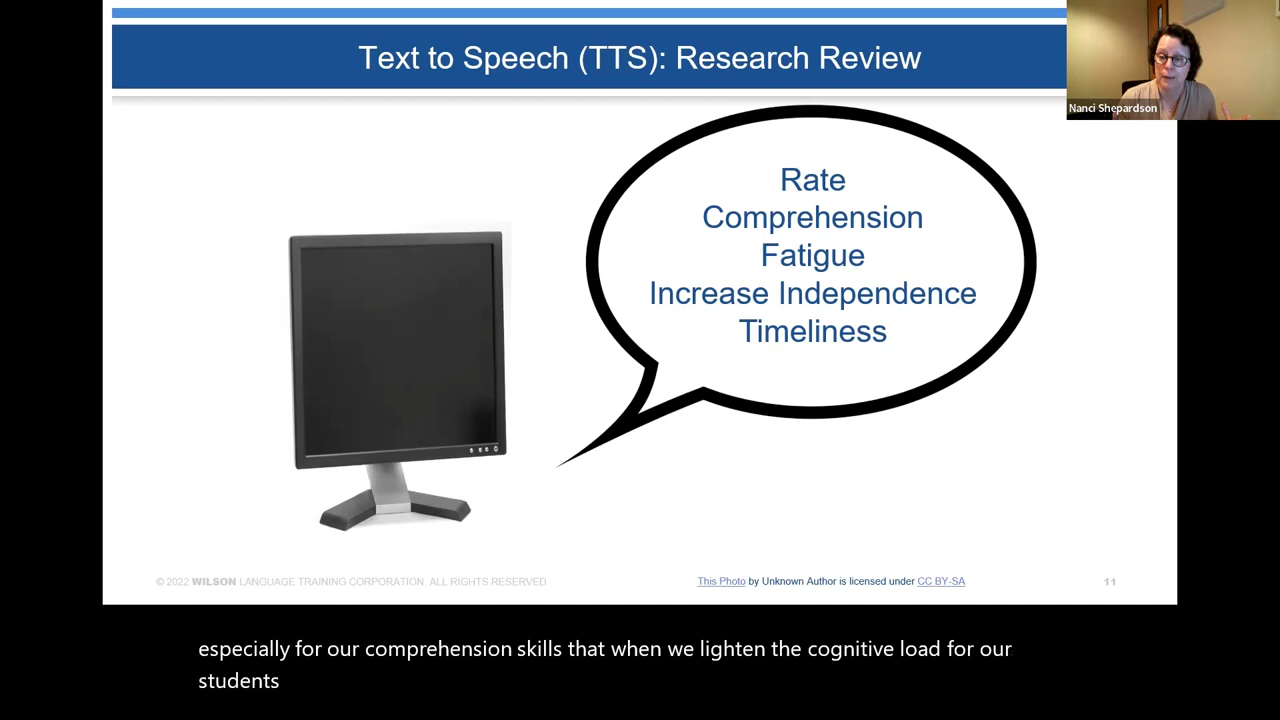 Text to Speech (TTS): Research Review
Nanci Shepardson
Rate
Comprehension
Fatigue
Increase Independence
Timeliness
© 2022 WILSON LANGUAGE TRAINING CORPORATION. ALL RIGHTS RESERVED
This Photo by Unknown Author is licensed under CC BY-SA
11
especially for our comprehension skills that when we lighten the cognitive load for our
students